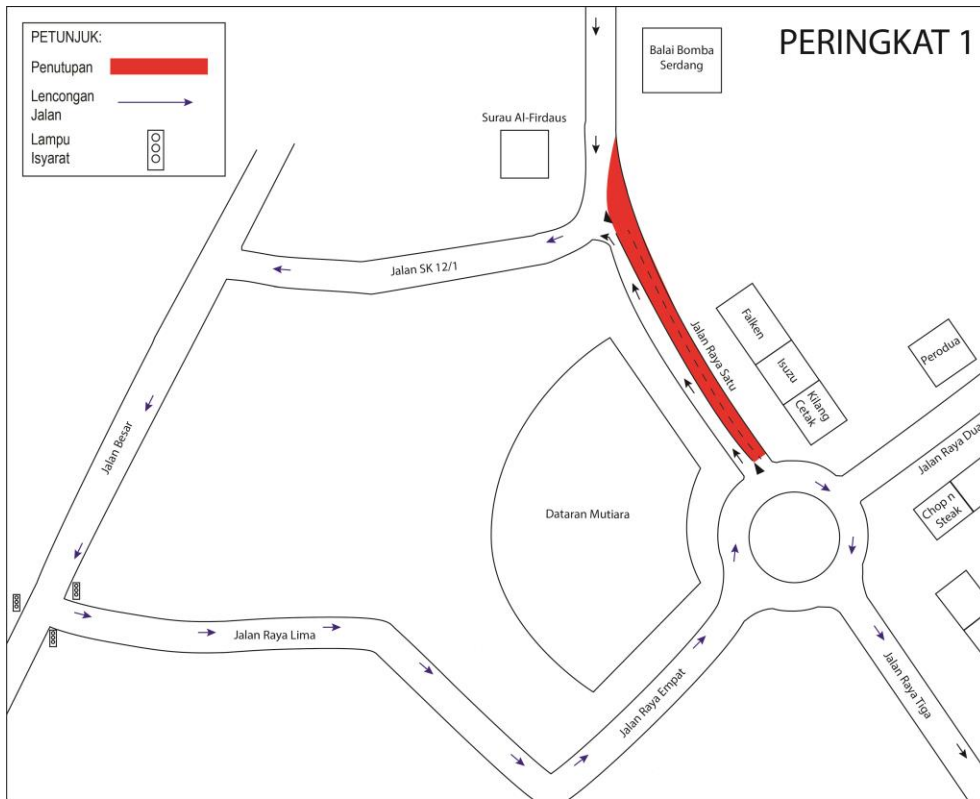 PETUNJUK:
Penutupan
Lencongan
Jalan
Lampu
Isyarat
PERINGKAT 1
Balai Bomba
Serdang
Surau Al-Firdaus
Jalan SK 12/1
Jalan Raya Satu
Falken
Isuzu
Kilang
Cetak
Perodua
Jalan Raya Dua
Chop n
Steak
Jalan Besar
Dataran Mutiara
Jalan Raya Lima
Jalan Raya Empat
Jalan Raya Tiga